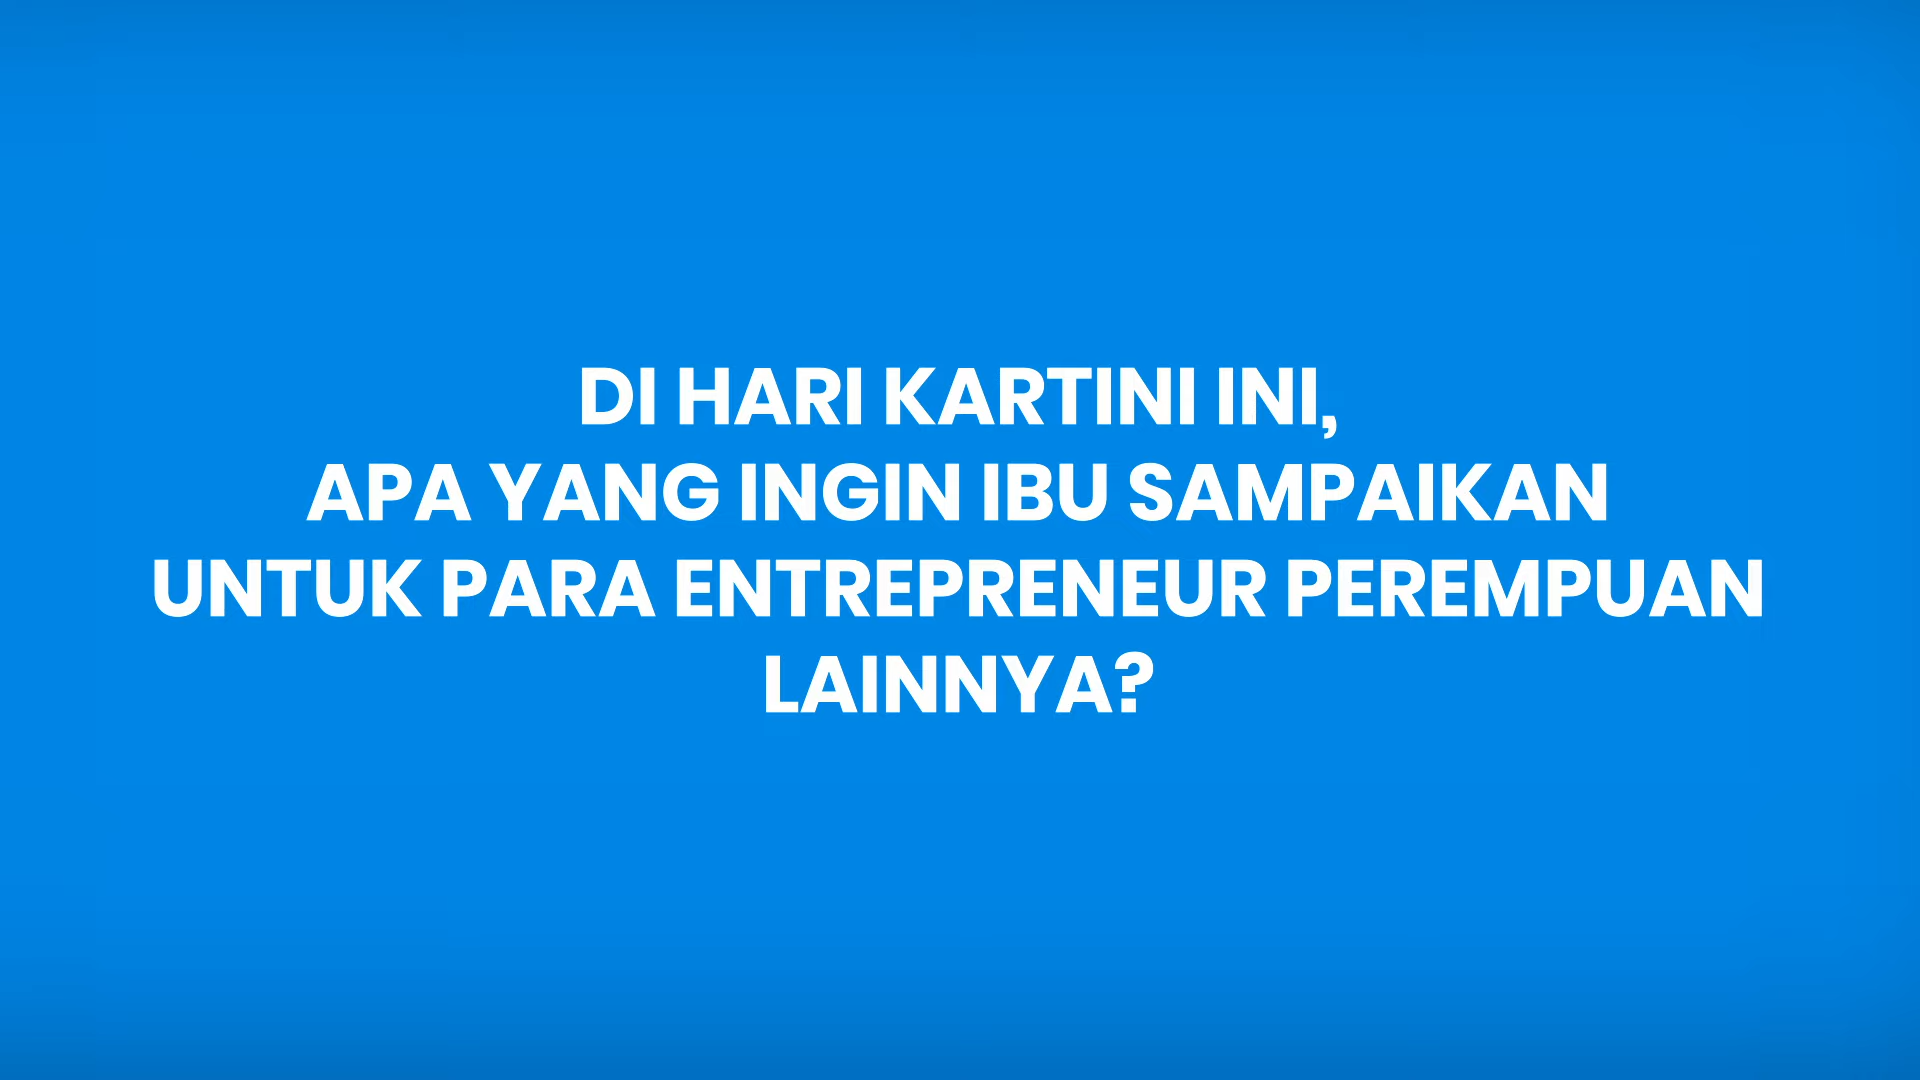 DI HARI KARTINI INI,
APA YANG INGIN IBU SAMPAIKAN
UNTUK PARA ENTREPRENEUR PEREMPUAN
LAINNYA?